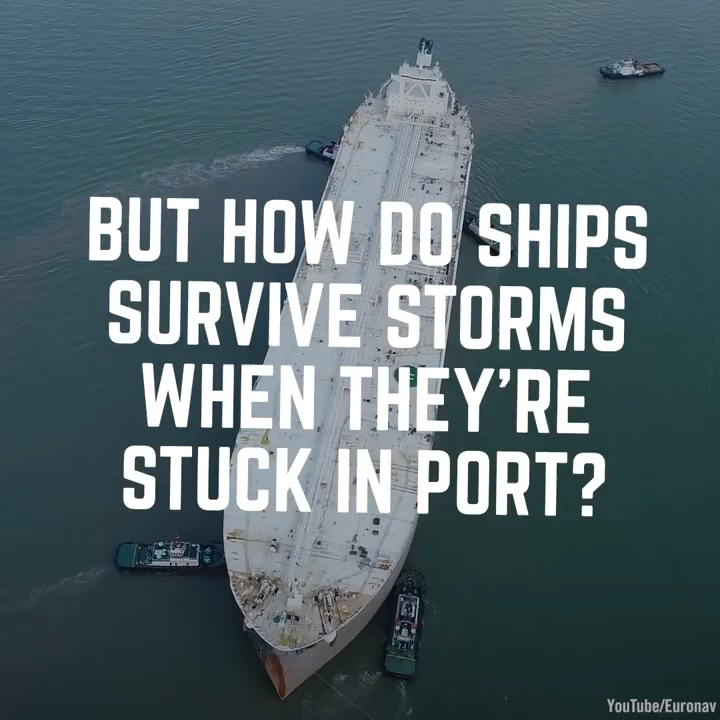 BUT HOW DO SHIPS
SURVIVE STORMS
WHEN THEY'RE
STUCK IN PORT?
YouTube/Euronav